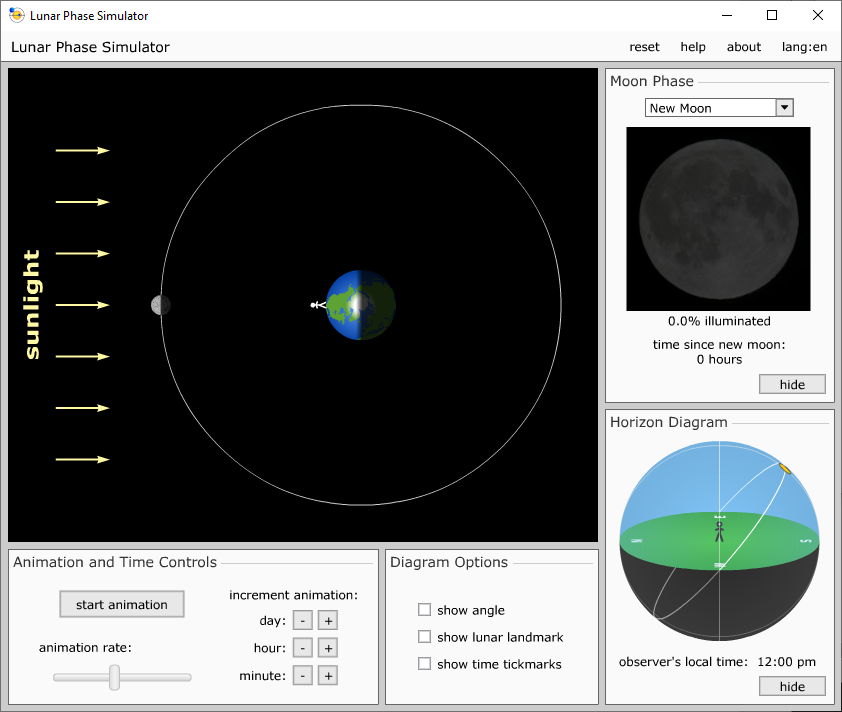 Lunar Phase Simulator
Lunar Phase Simulator
reset help about lang:en
sunlight
Moon Phase
New Moon
0.0% illuminated
time since new moon:
0 hours
hide
Horizon Diagram
N
E
S
W
observer's local time: 12:00 pm
hide
Animation and Time Controls
start animation
animation rate:
increment animation:
day: - +
hour: - +
minute: - +
Diagram Options
show angle
show lunar landmark
show time tickmarks